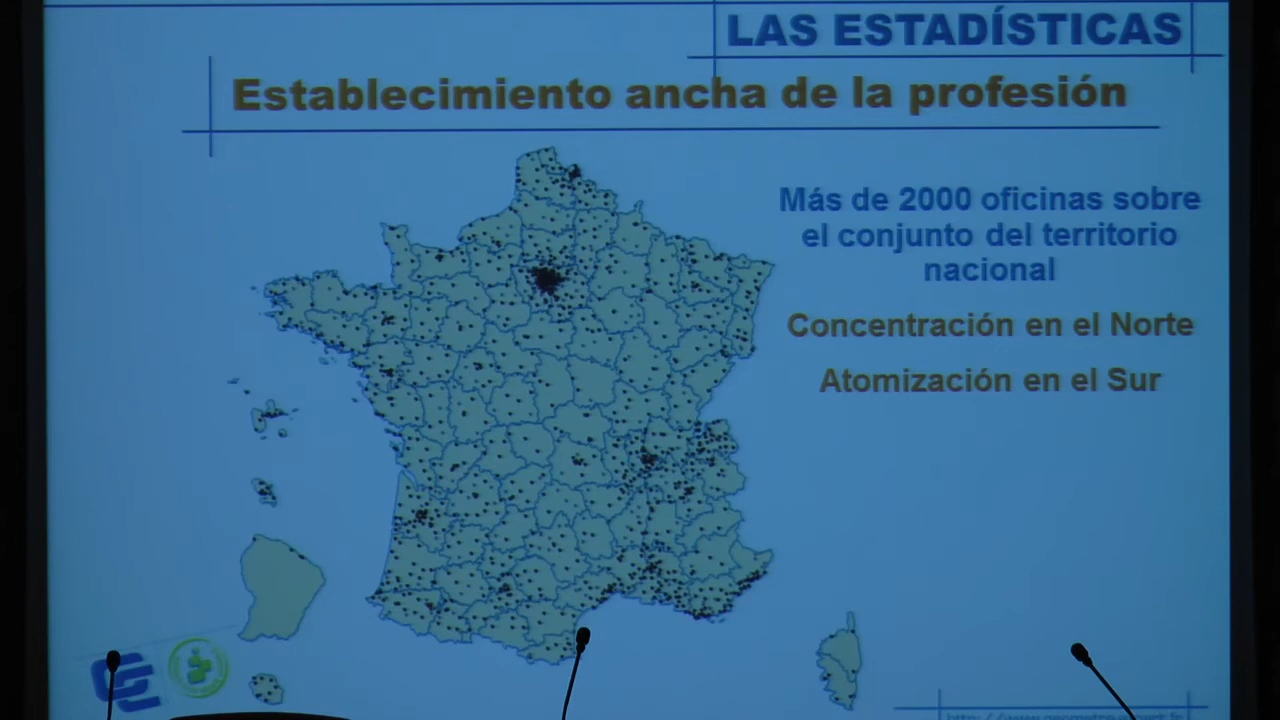 LAS ESTADÍSTICAS
Establecimiento ancha de la profesión
Más de 2000 oficinas sobre
el conjunto del territorio
nacional
Concentración en el Norte
Atomización en el Sur